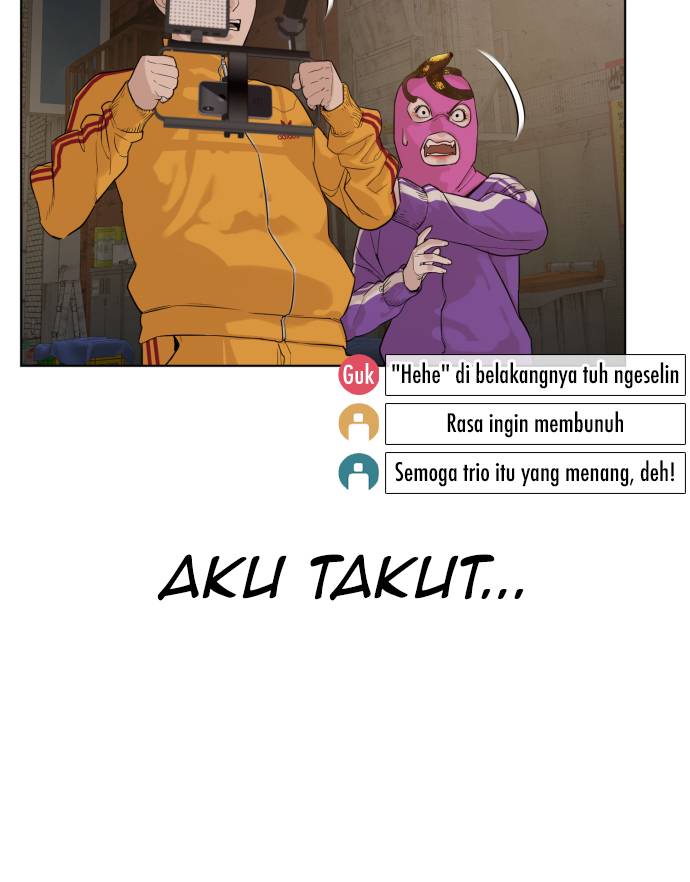 Guk "Hehe" di belakangnya tuh ngeselin
Rasa ingin membunuh
Semoga trio itu yang menang, deh!
AKU TAKUT...